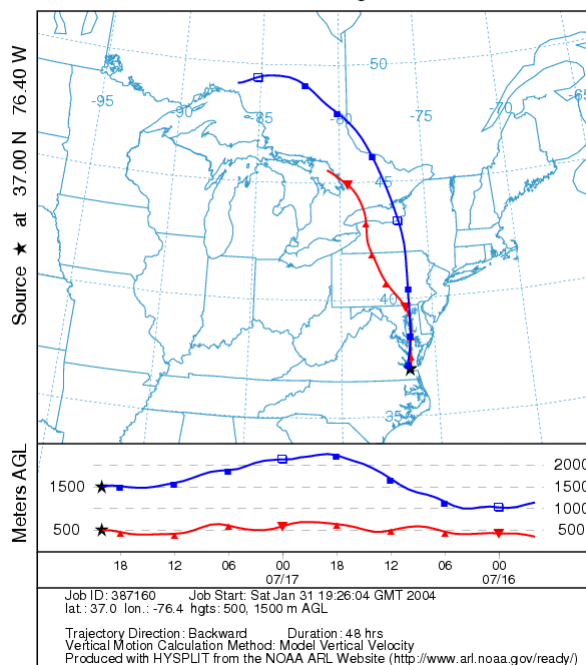 Source ★ at 37.00 N 76.40 W
50
-95
-90
-85
-80
-75
-70
-65
45
40
35
Meters AGL
1500
500
2000
1500
1000
500
18 12 06 00 18 12 06 00
07/17 07/16
Job ID: 387160 Job Start: Sat Jan 31 19:26:04 GMT 2004
lat.: 37.0 lon.: -76.4 hgts: 500, 1500 m AGL
Trajectory Direction: Backward Duration: 48 hrs
Vertical Motion Calculation Method: Model Vertical Velocity
Produced with HYSPLIT from the NOAA ARL Website (http://www.arl.noaa.gov/ready/)